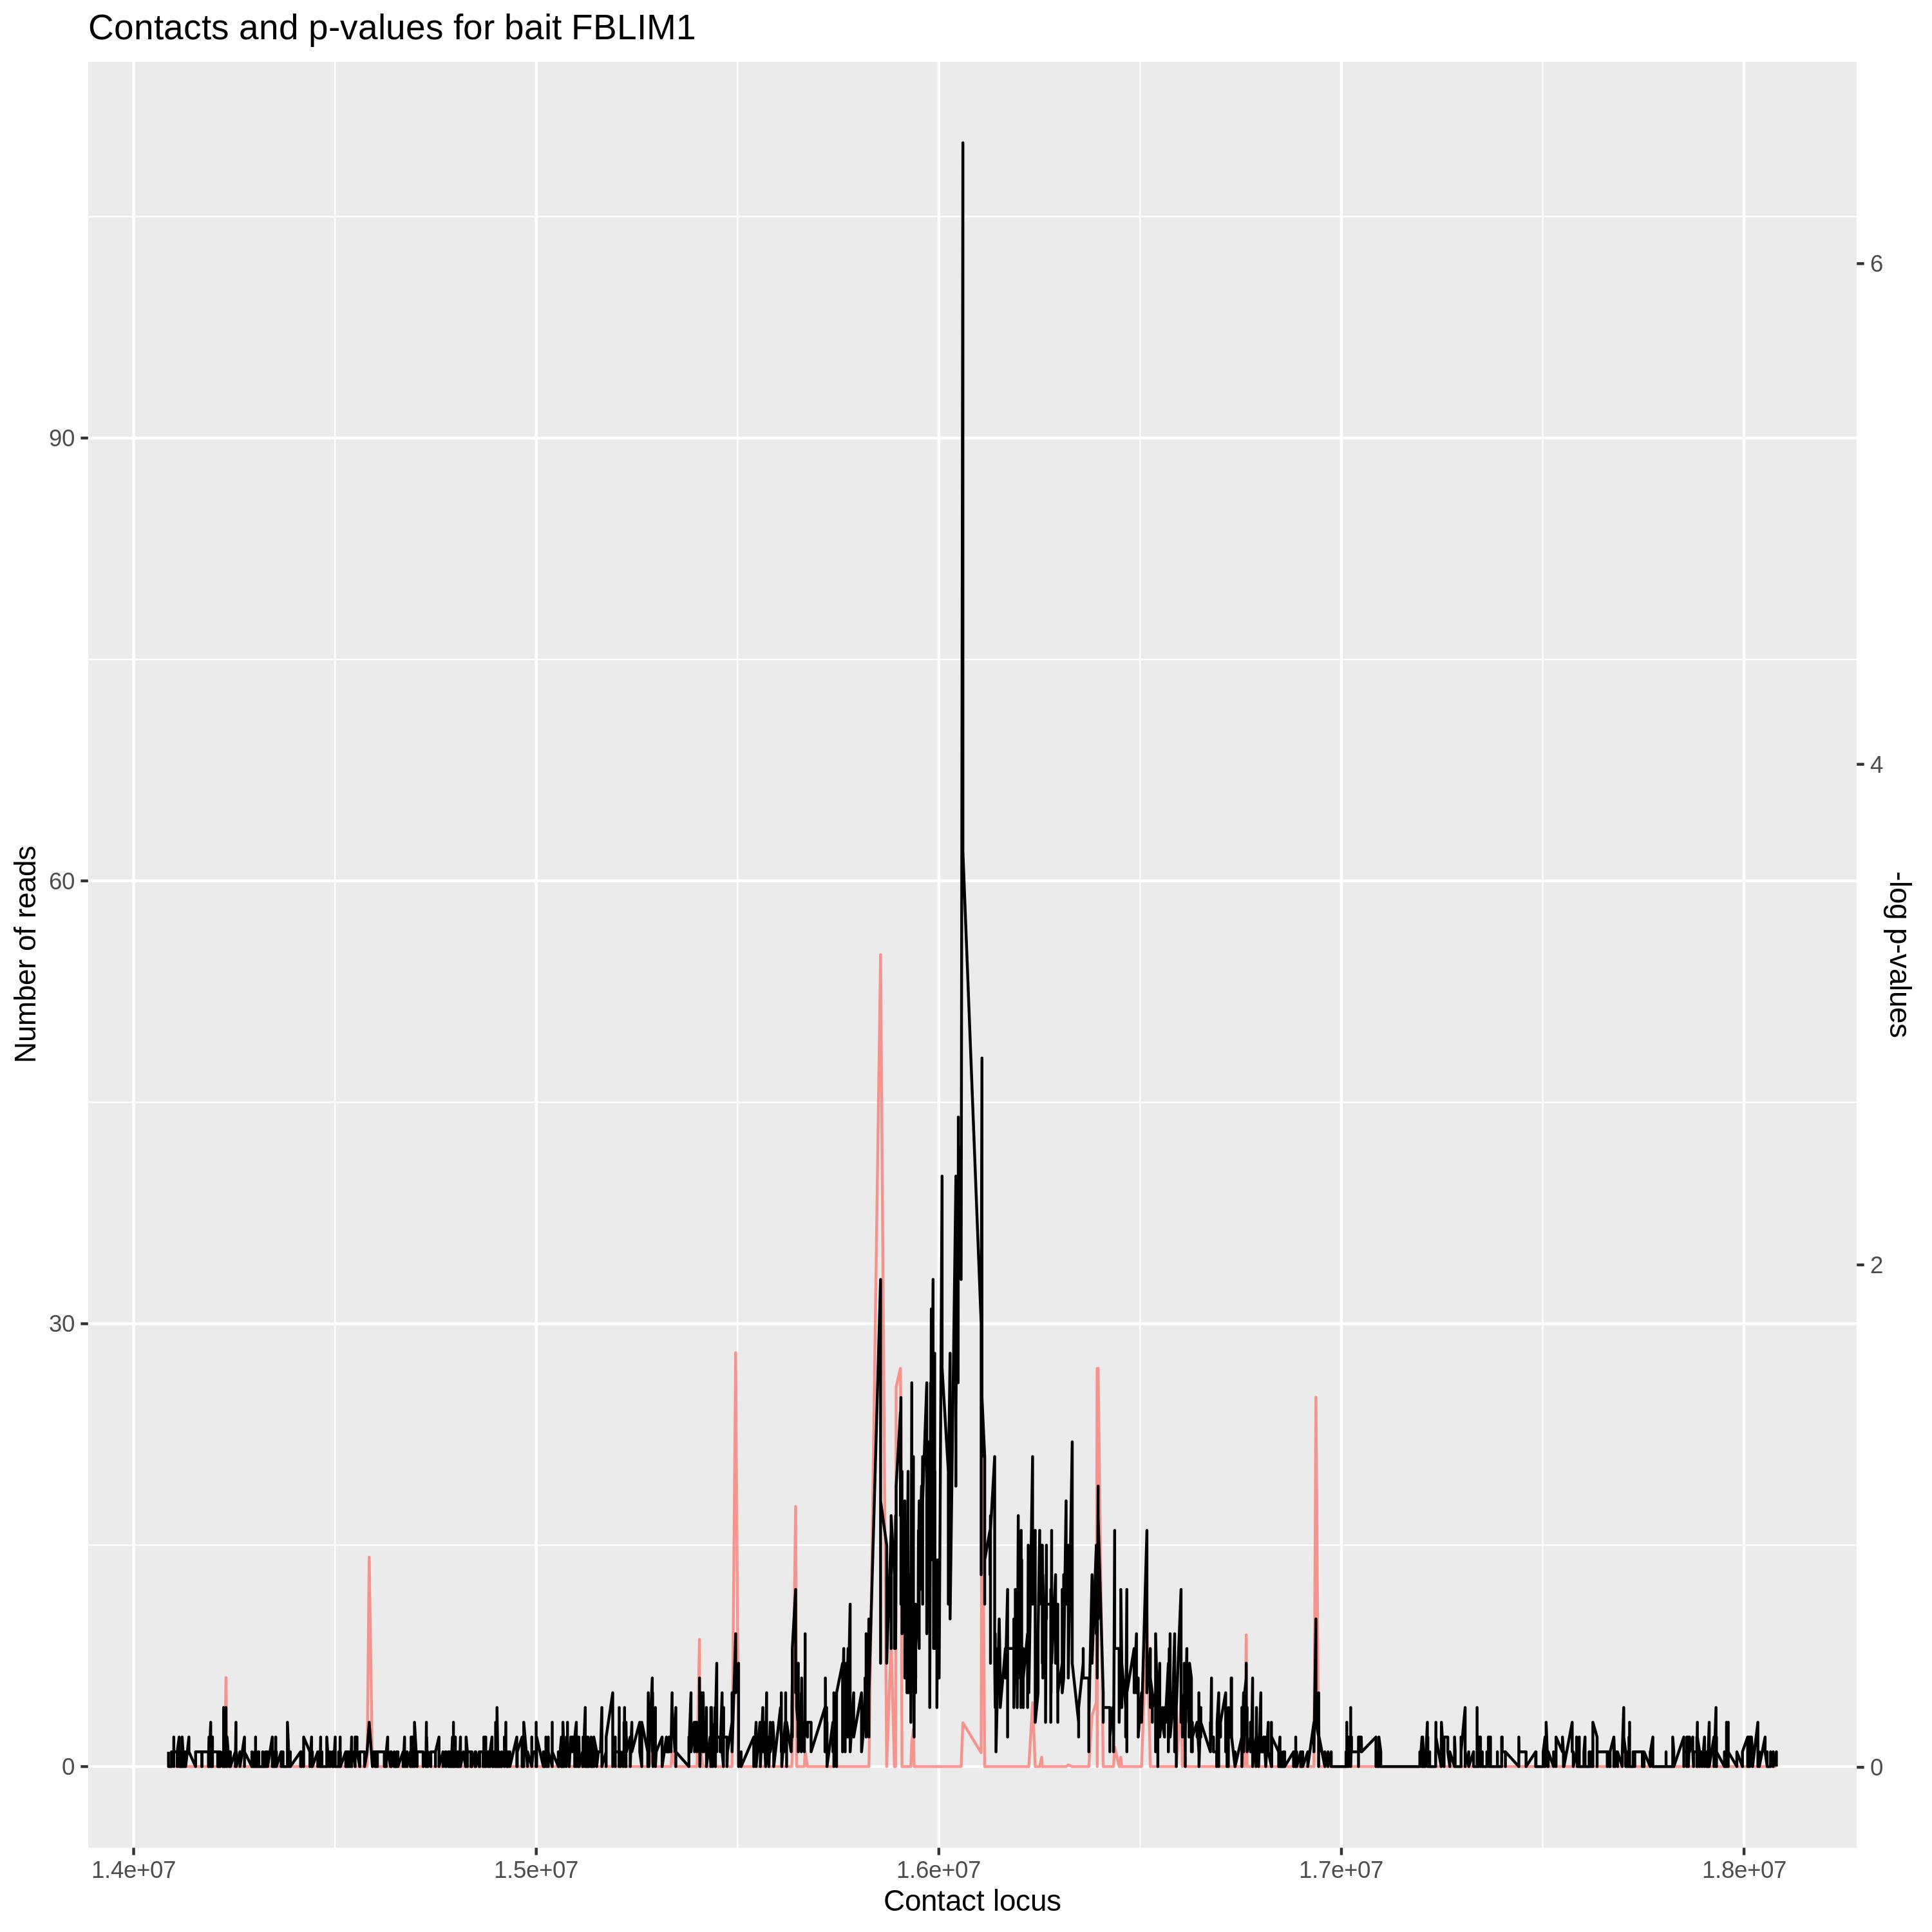 Contacts and p-values for bait FBLIM1
Number of reads
90
60
30
0
6
4
2
0
-log p-values
1.4e+07 1.5e+07 1.6e+07 1.7e+07 1.8e+07
Contact locus